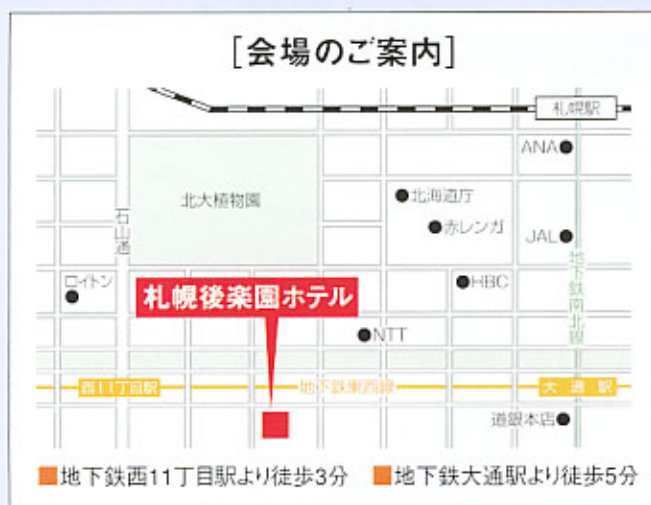 [会場のご案内]
札幌駅
ANA
北大植物園
北海道庁
石山通
赤レンガ
JAL
地下鉄南北線
ロイトン
HBC
札幌後楽園ホテル
NTT
西11丁目駅
地下鉄東西線
大通駅
道銀本店
地下鉄西11丁目駅より徒歩3分
地下鉄大通駅より徒歩5分